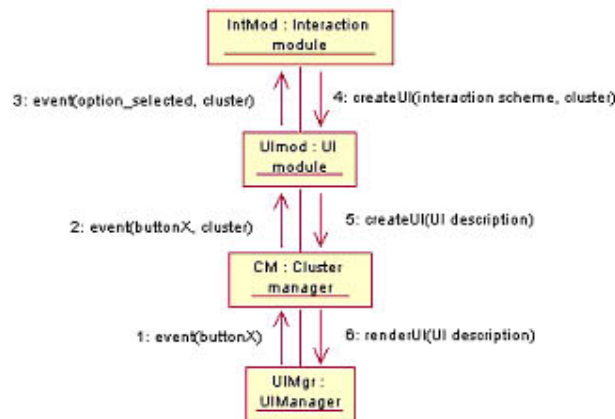 IntMod : Interaction
module
3: event(option_selected, cluster)
4: createUI(interaction scheme, cluster)
UImod : UI
module
2: event(buttonX, cluster)
5: createUI(UI description)
CM : Cluster
manager
1: event(buttonX)
6: renderUI(UI description)
UIMgr :
UIManager